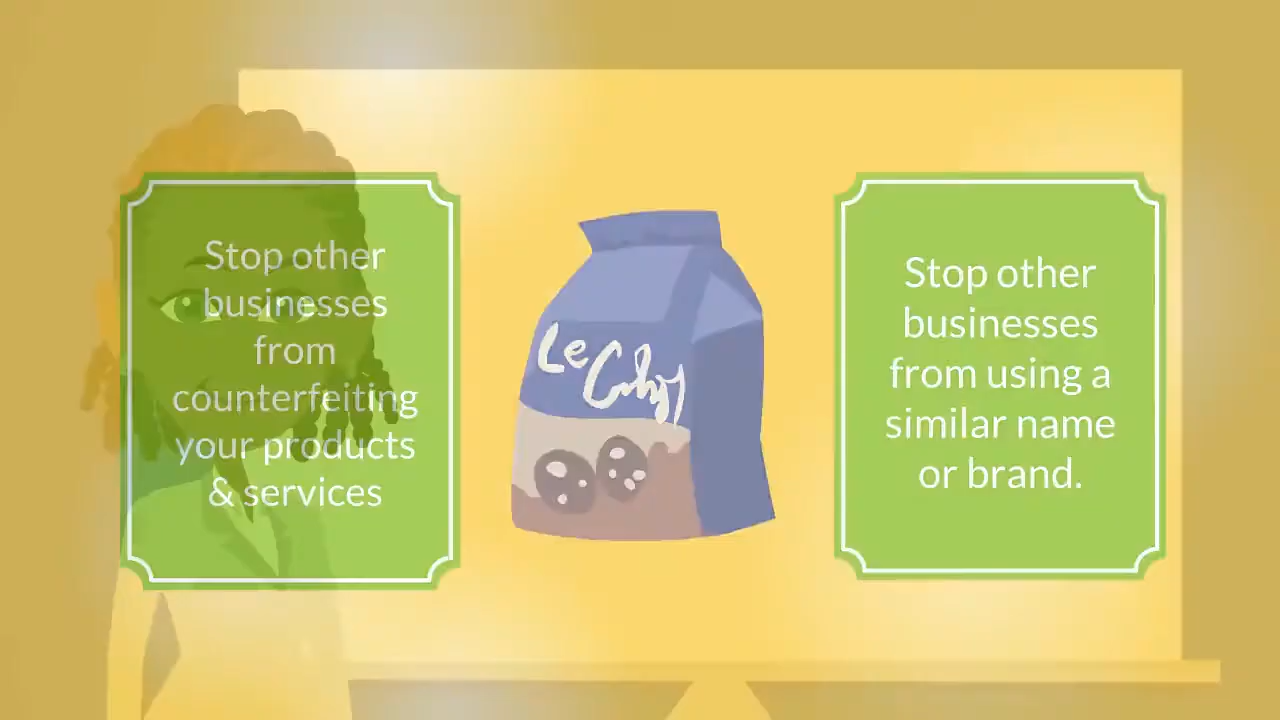 Stop other
businesses
from
counterfeiting
your products
& services
Le
Stop other
businesses
from using a
similar name
or brand.